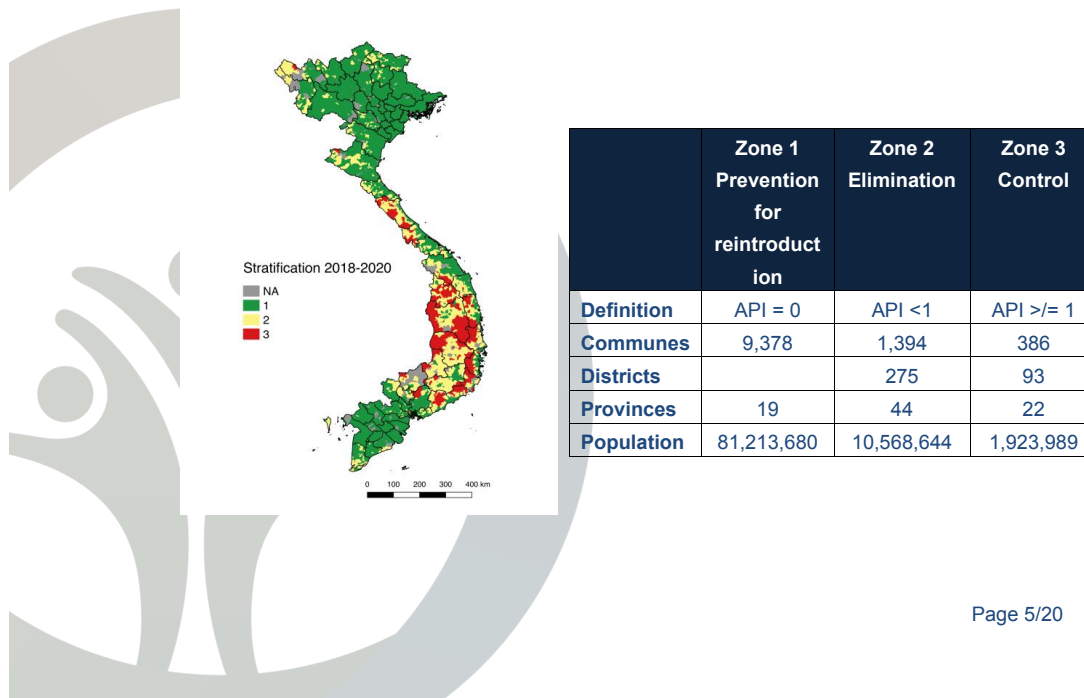 Stratification 2018-2020
NA
1
2
3
0 100 200 300 400 km
Zone 1 Zone 2 Zone 3
Prevention Elimination Control
for
reintroduct
ion
Definition API = 0 API <1 API >/= 1
Communes 9,378 1,394 386
Districts 275 93
Provinces 19 44 22
Population 81,213,680 10,568,644 1,923,989
Page 5/20